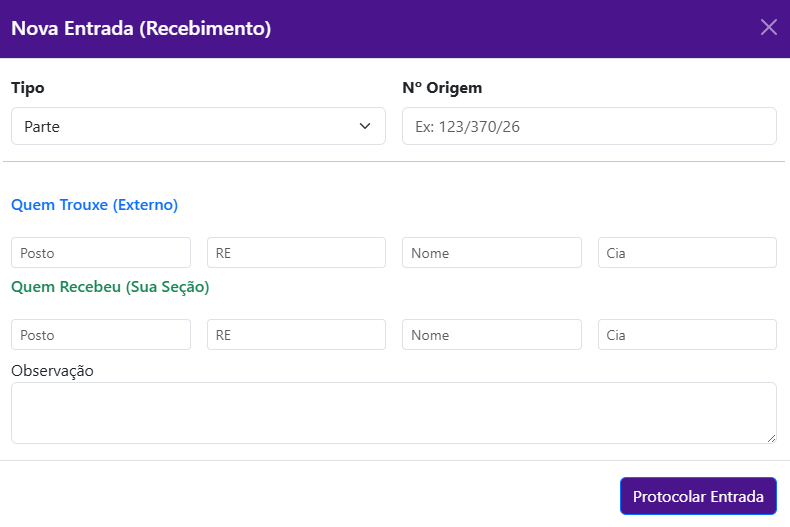 Nova Entrada (Recebimento)
Tipo
Nº Origem
Parte
Ex: 123/370/26
Quem Trouxe (Externo)
Posto
RE
Nome
Cia
Quem Recebeu (Sua Seção)
Posto
RE
Nome
Cia
Observação
Protocolar Entrada